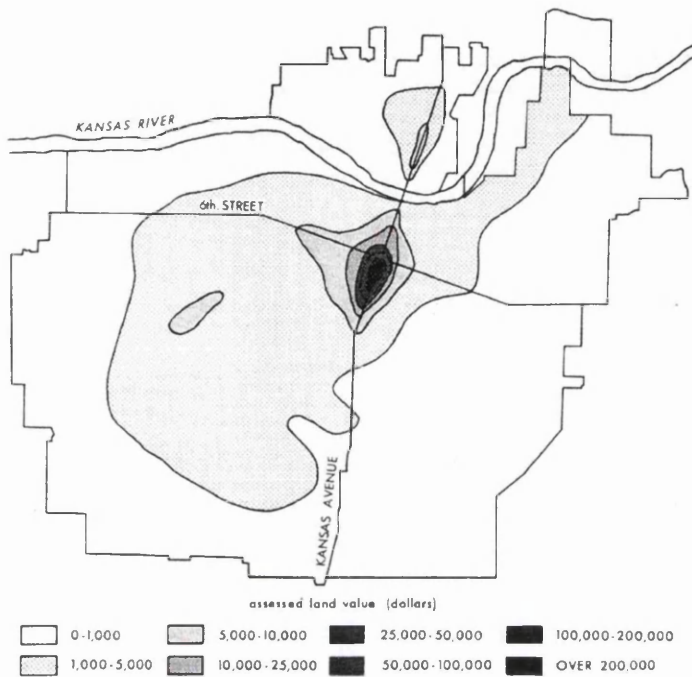 KANSAS RIVER
6th. STREET
KANSAS AVENUE
assessed land value (dollars)
0-1,000
5,000-10,000
25,000-50,000
100,000-200,000
1,000-5,000
10,000-25,000
50,000-100,000
OVER 200,000